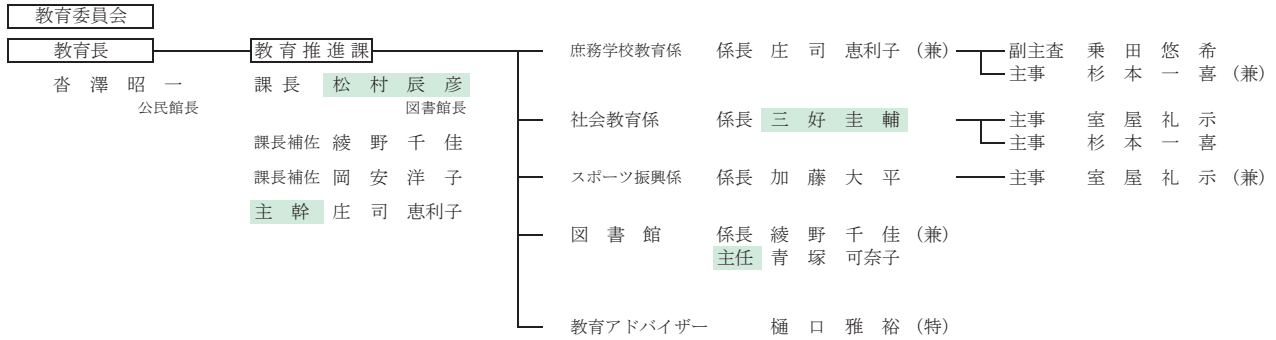 教育委員会
教育長
沓澤昭一
公民館長
教育推進課
課長 松村辰彦
図書館長
課長補佐 綾野千佳
課長補佐 岡安洋子
主幹 庄司恵利子
庶務学校教育係 係長 庄司恵利子（兼） 副主査 乗田悠希
主事 杉本一喜（兼）
社会教育係 係長 三好圭輔 主事 室屋礼示
主事 杉本一喜
スポーツ振興係 係長 加藤大平 主事 室屋礼示（兼）
図書館 係長 綾野千佳（兼）
主任 青塚可奈子
教育アドバイザー 樋口雅裕（特）